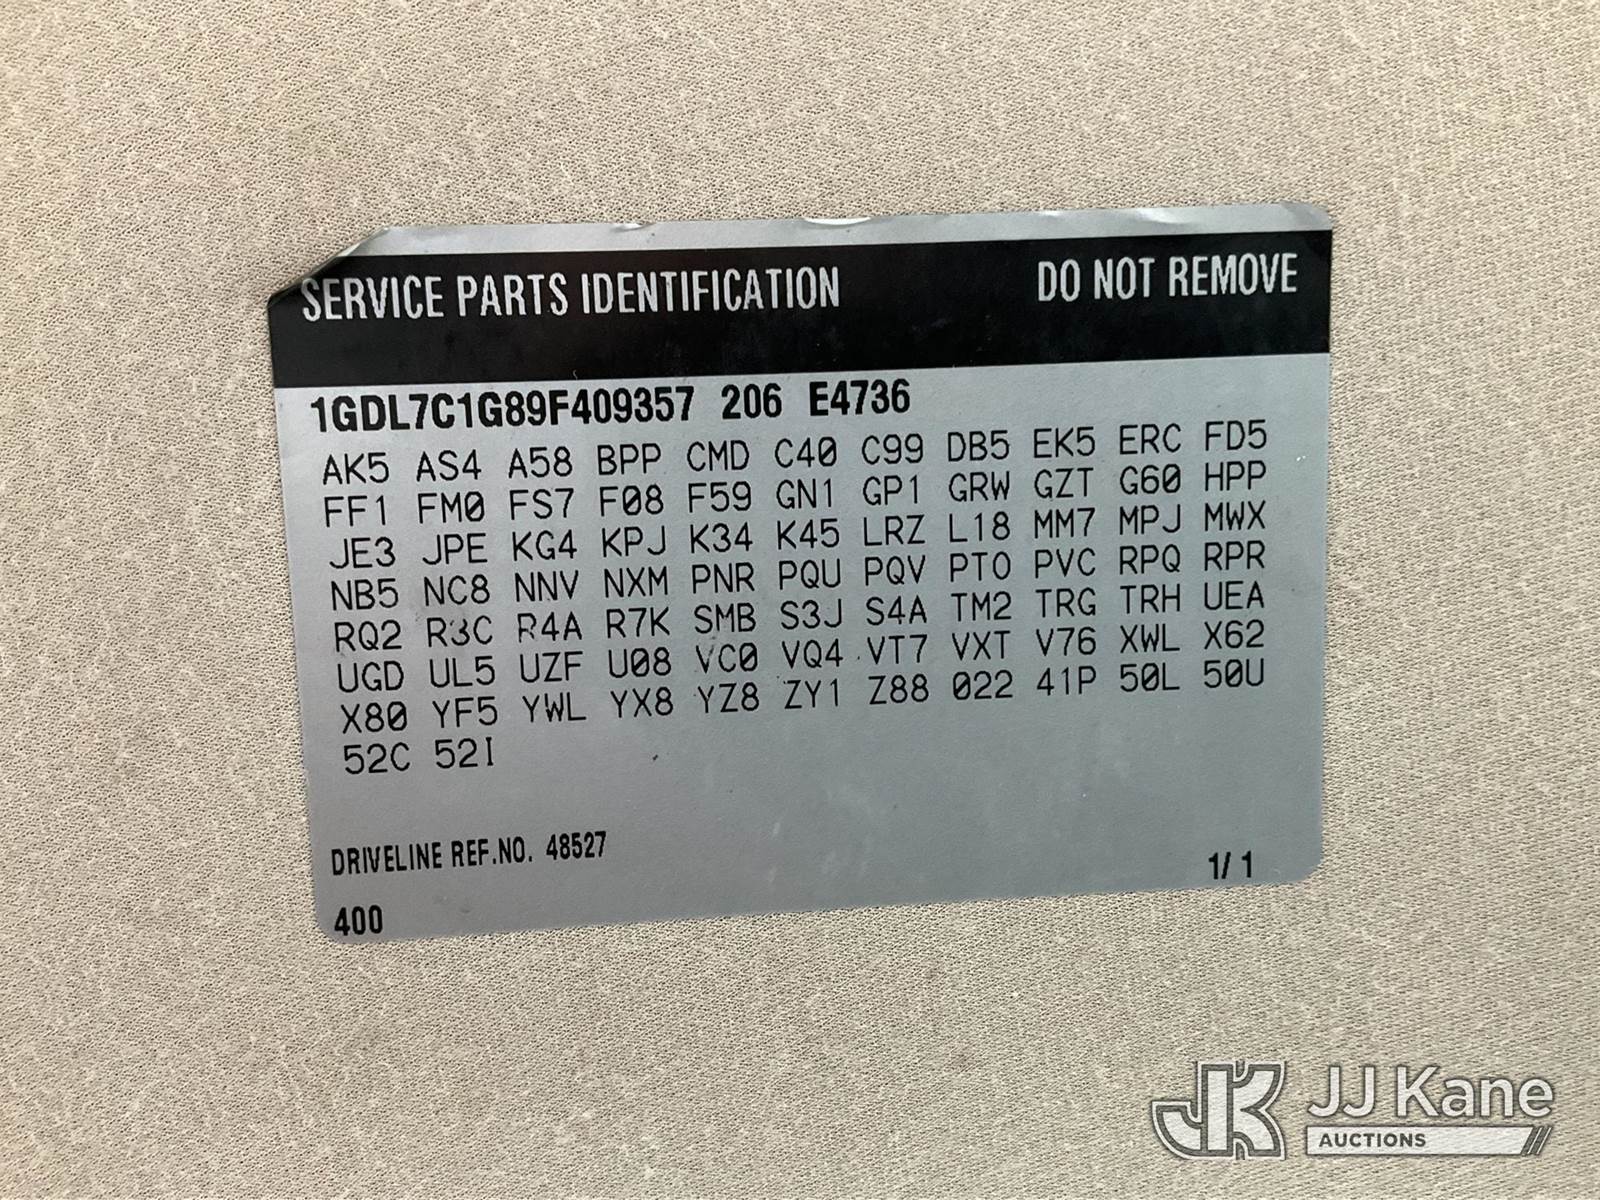 SERVICE PARTS IDENTIFICATION DO NOT REMOVE
1GDL7C1G89F409357 206 E4736
AK5 AS4 A58 BPP CMD C40 C99 DB5 EK5 ERC FD5
FF1 FM0 FS7 F08 F59 GN1 GP1 GRW GZT G60 HPP
JE3 JPE KG4 KPJ K34 K45 LRZ L18 MM7 MPJ MWX
NB5 NC8 NNV NXM PNR PQU PQV PTO PVC RPQ RPR
RQ2 R3C R4A R7K SMB S3J S4A TM2 TRG TRH UEA
UGD UL5 UZF U08 VC0 VQ4 VT7 VXT V76 XWL X62
X80 YF5 YWL YX8 YZ8 ZY1 Z88 022 41P 50L 50U
52C 52I
DRIVELINE REF.NO. 48527
1/ 1
400
JK JJ Kane
AUCTIONS